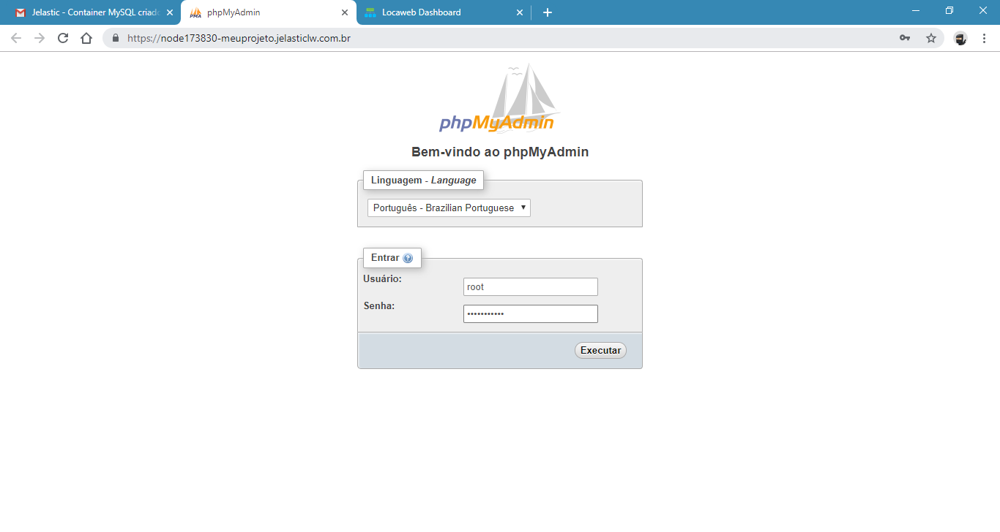 Jelastic - Container MySQL criado
phpMyAdmin
Locaweb Dashboard
https://node173830-meuprojeto.jelasticlw.com.br
PMA
phpMyAdmin
Bem-vindo ao phpMyAdmin
Linguagem - Language
Português - Brazilian Portuguese
Entrar
Usuário:
root
Senha:
•••••••••••
Executar